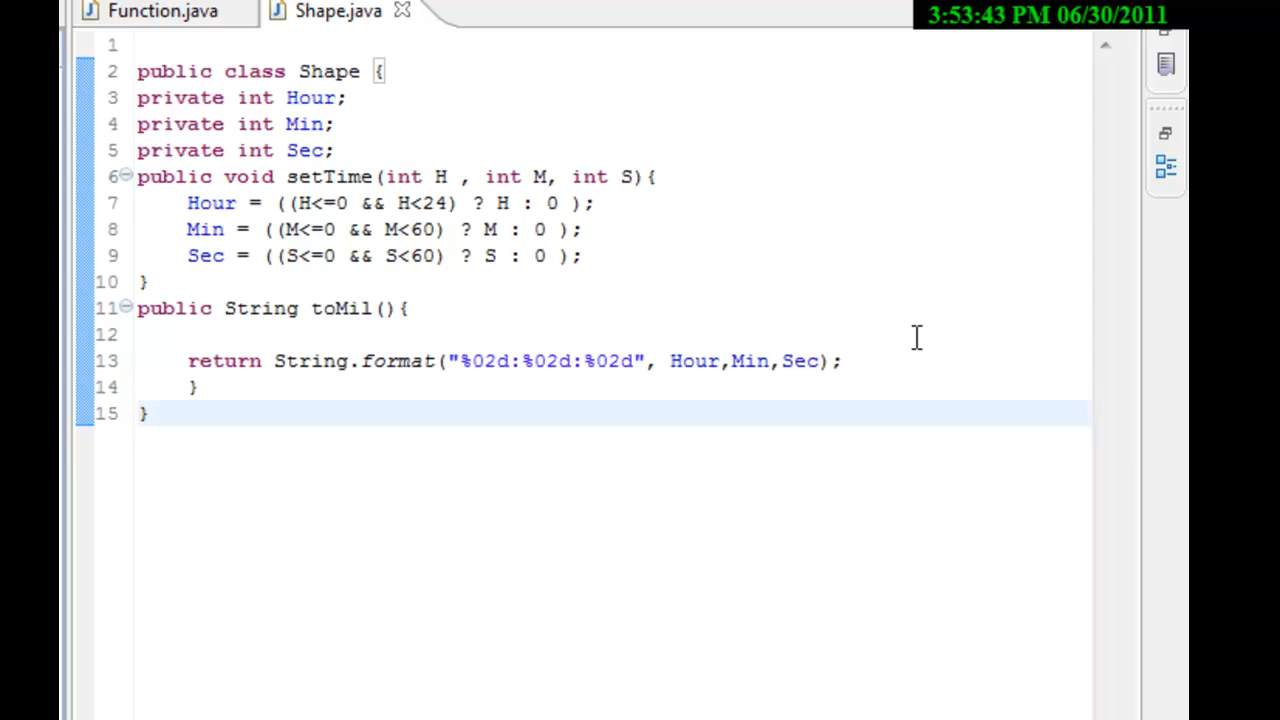 Function.java Shape.java 3:53:43 PM 06/30/2011
1
2 public class Shape {
3 private int Hour;
4 private int Min;
5 private int Sec;
6 public void setTime(int H , int M, int S){
7 Hour = ((H<=0 && H<24) ? H : 0 );
8 Min = ((M<=0 && M<60) ? M : 0 );
9 Sec = ((S<=0 && S<60) ? S : 0 );
10 }
11 public String toMil(){
12
13 return String.format("%02d:%02d:%02d", Hour,Min,Sec);
14 }
15 }